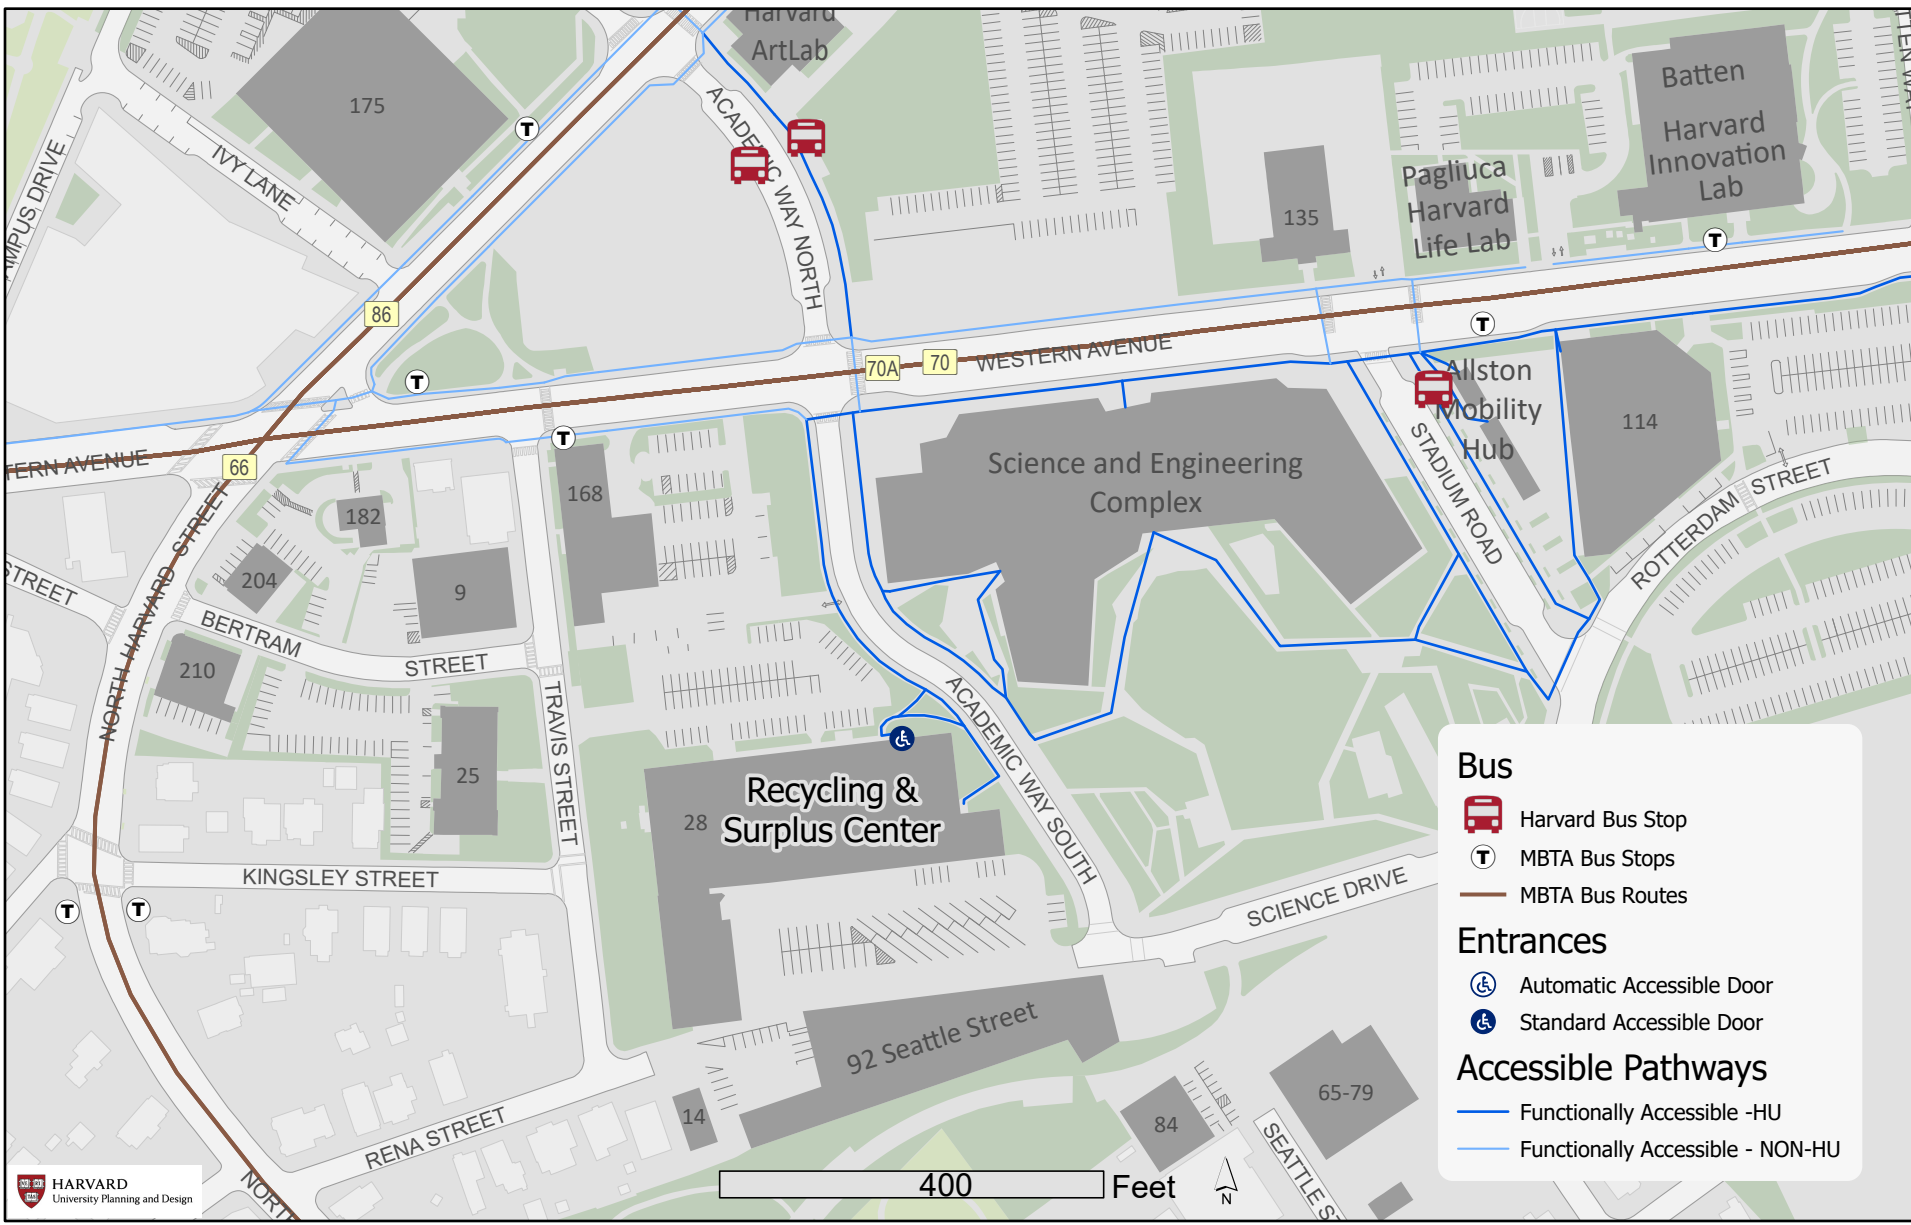 Harvard
ArtLab
175
T
ACADEMIC WAY NORTH
IVY LANE
Batten
Harvard
Innovation
Lab
Pagliuca
Harvard
Life Lab
135
T
86
T
T
70A
70
WESTERN AVENUE
Allston
Mobility
Hub
114
T
66
168
Science and Engineering
Complex
STADIUM ROAD
ROTTERDAM STREET
182
NORTH HARVARD STREET
STREET
204
9
BERTRAM STREET
210
TRAVIS STREET
25
ACADEMIC WAY SOUTH
Recycling &
Surplus Center
28
KINGSLEY STREET
T
T
SCIENCE DRIVE
92 Seattle Street
14
RENA STREET
84
65-79
Bus
Harvard Bus Stop
T MBTA Bus Stops
MBTA Bus Routes
Entrances
Automatic Accessible Door
Standard Accessible Door
Accessible Pathways
Functionally Accessible -HU
Functionally Accessible - NON-HU
HARVARD
University Planning and Design
400 Feet
N